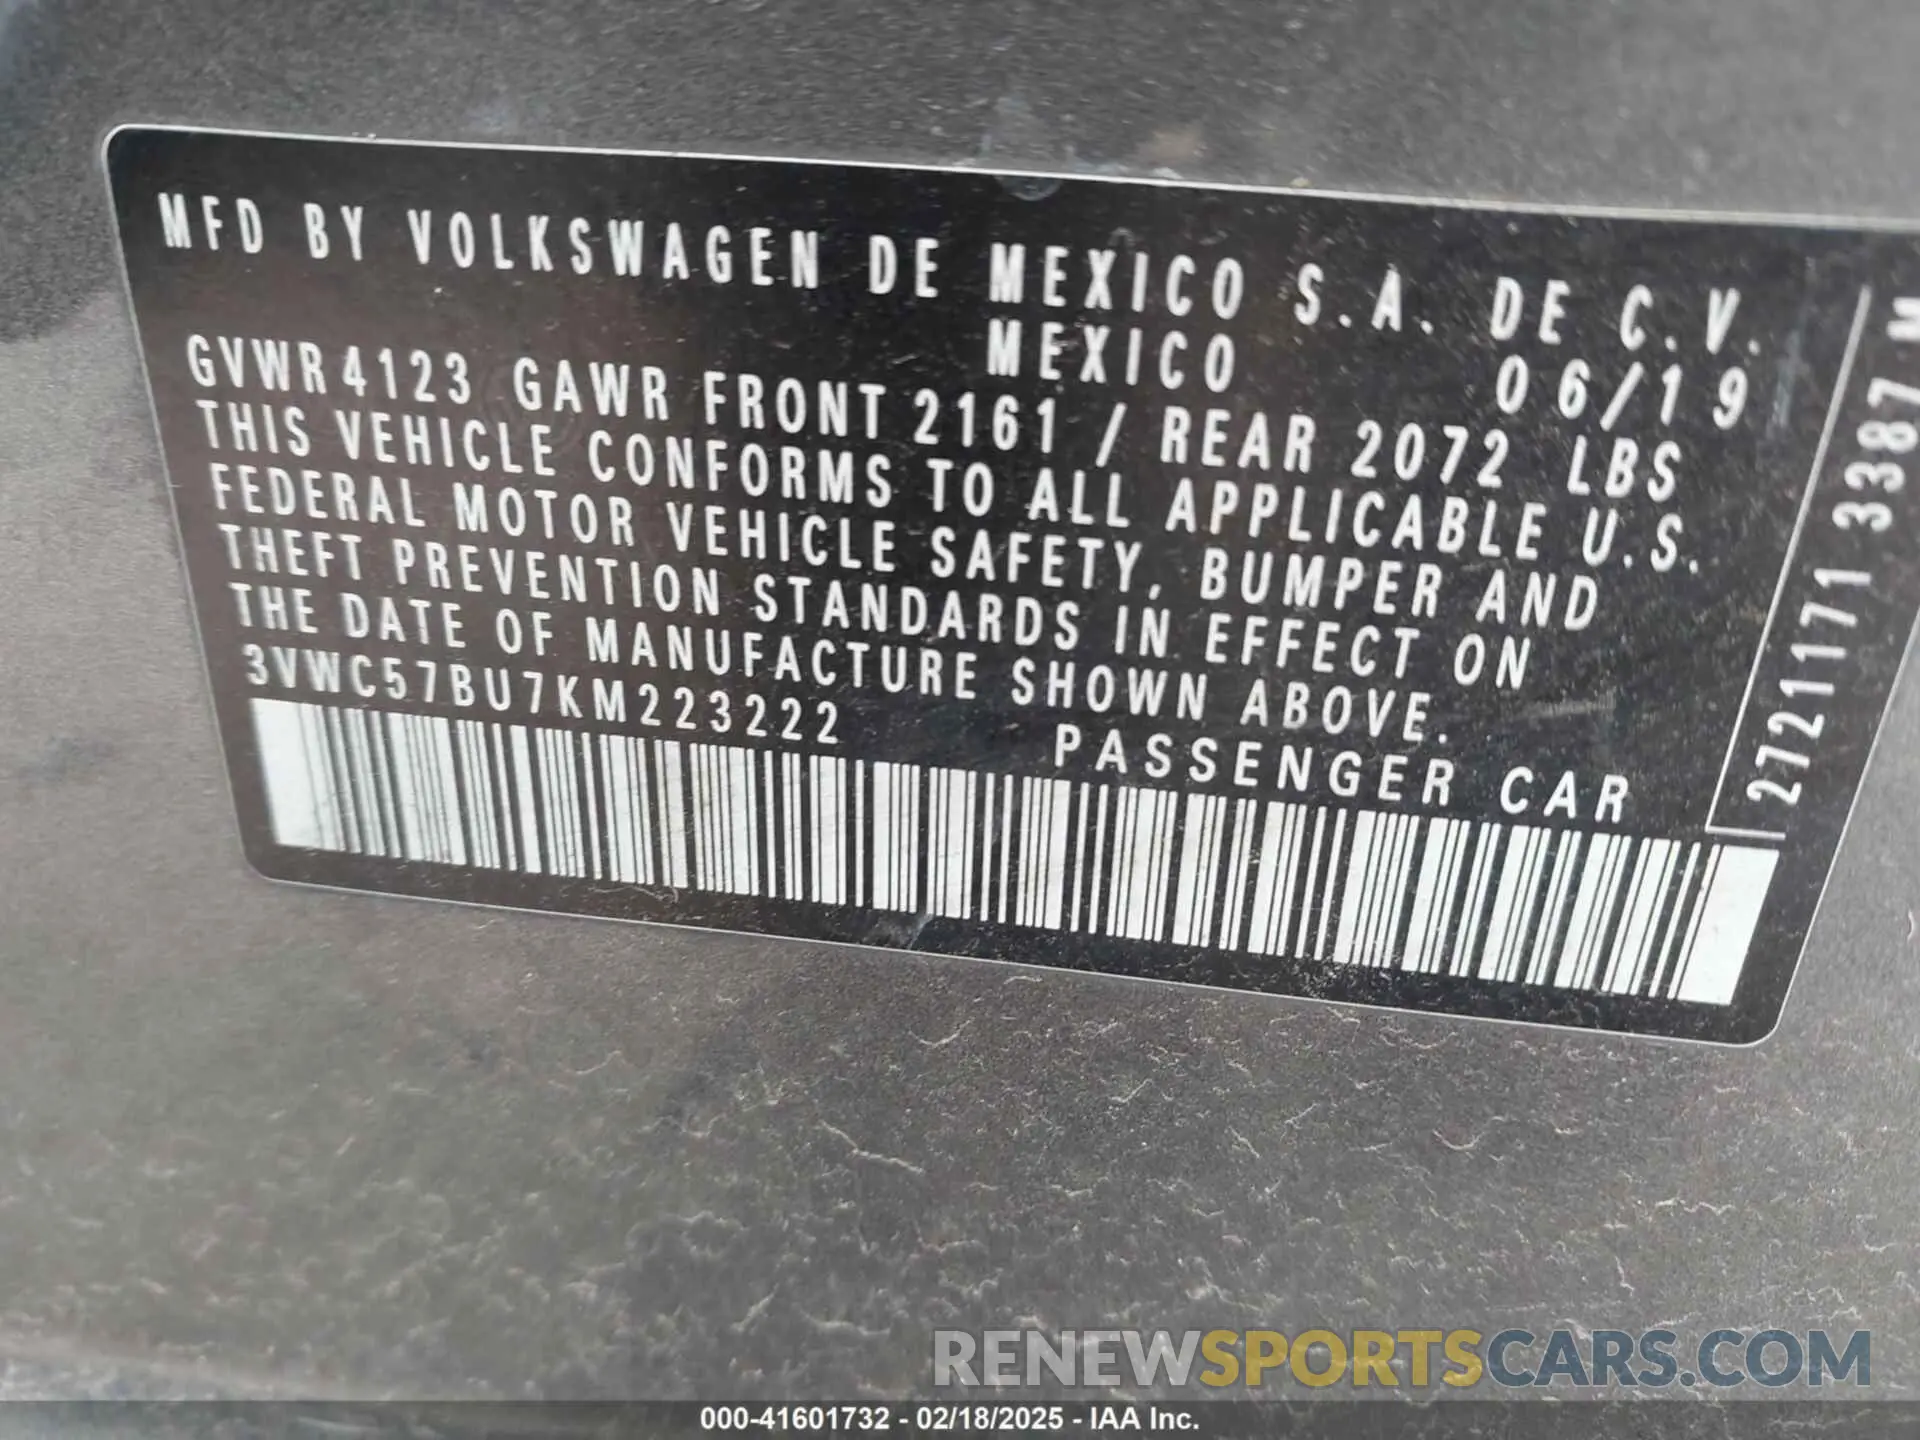 MFD BY VOLKSWAGEN DE MEXICO S.A. DE C.V.
MEXICO 06/19
GVWR 4123 GAWR FRONT 2161 / REAR 2072 LBS
THIS VEHICLE CONFORMS TO ALL APPLICABLE U.S.
FEDERAL MOTOR VEHICLE SAFETY, BUMPER AND
THEFT PREVENTION STANDARDS IN EFFECT ON
THE DATE OF MANUFACTURE SHOWN ABOVE.
3VWC57BU7KM223222 PASSENGER CAR
2721171 3387 M
RENEWSPORTSCARS.COM
000-41601732 - 02/18/2025 - IAA Inc.